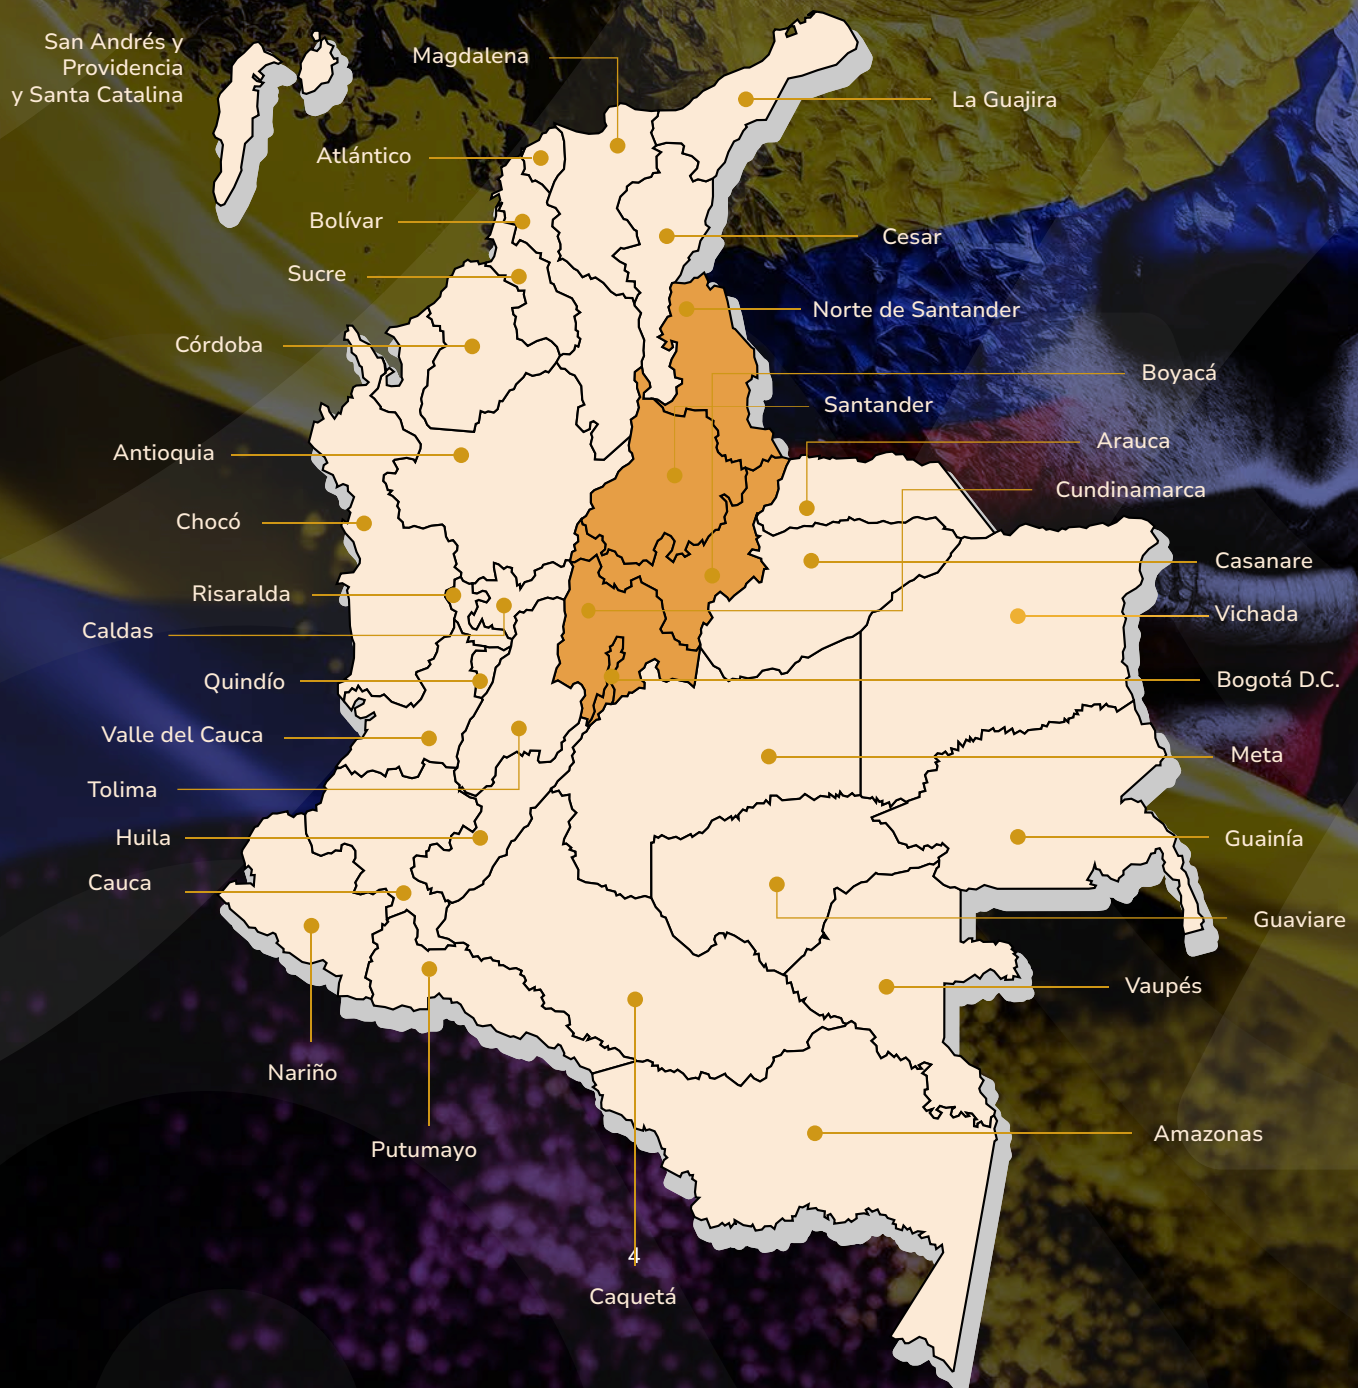 San Andrés y
Providencia
y Santa Catalina
Magdalena
La Guajira
Atlántico
Bolívar
Cesar
Sucre
Norte de Santander
Córdoba
Boyacá
Santander
Arauca
Antioquia
Cundinamarca
Chocó
Casanare
Risaralda
Vichada
Caldas
Quindío
Bogotá D.C.
Valle del Cauca
Meta
Tolima
Huila
Guainía
Cauca
Guaviare
Vaupés
Nariño
Amazonas
Putumayo
4
Caquetá